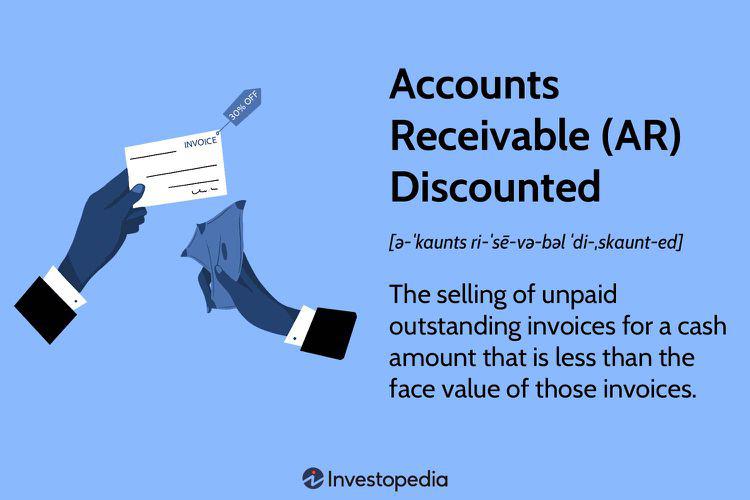 30% OFF
INVOICE
Accounts
Receivable (AR)
Discounted
[ə-ˈkaunts ri-ˈsē-və-bəl ˈdi-ˌskaunt-ed]
The selling of unpaid
outstanding invoices for a cash
amount that is less than the
face value of those invoices.
Investopedia